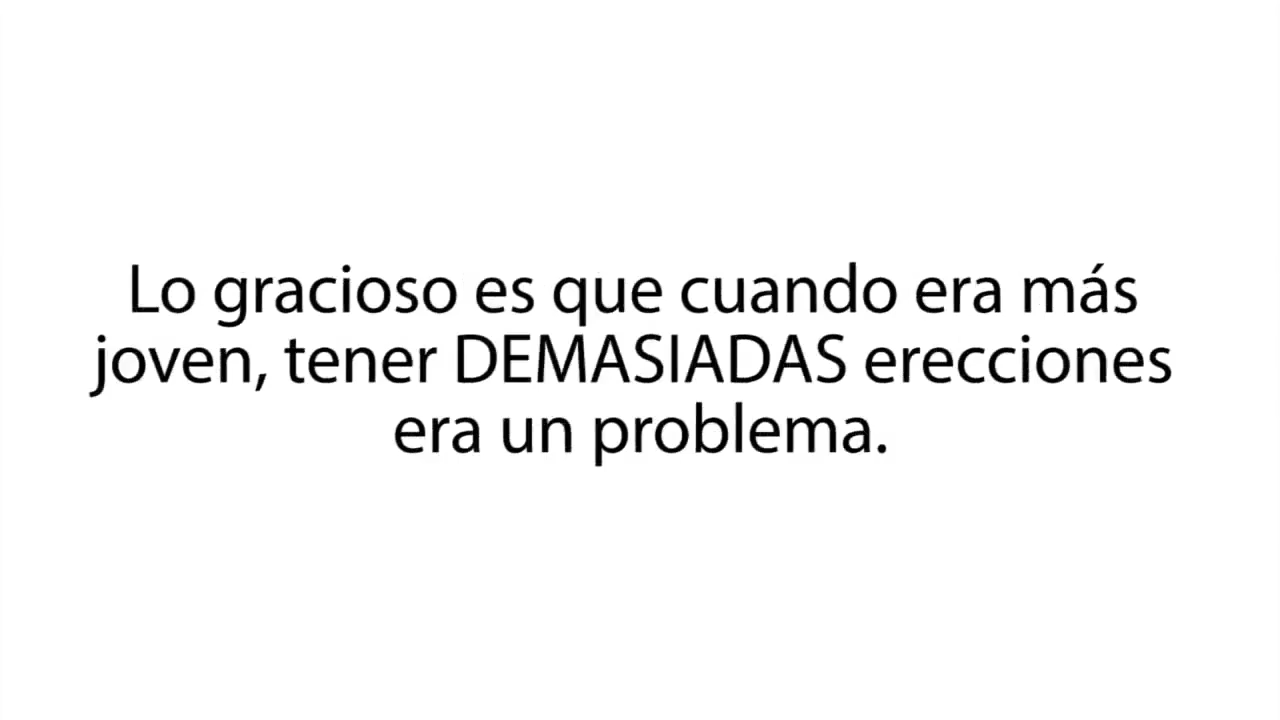 Lo gracioso es que cuando era más
joven, tener DEMASIADAS erecciones
era un problema.